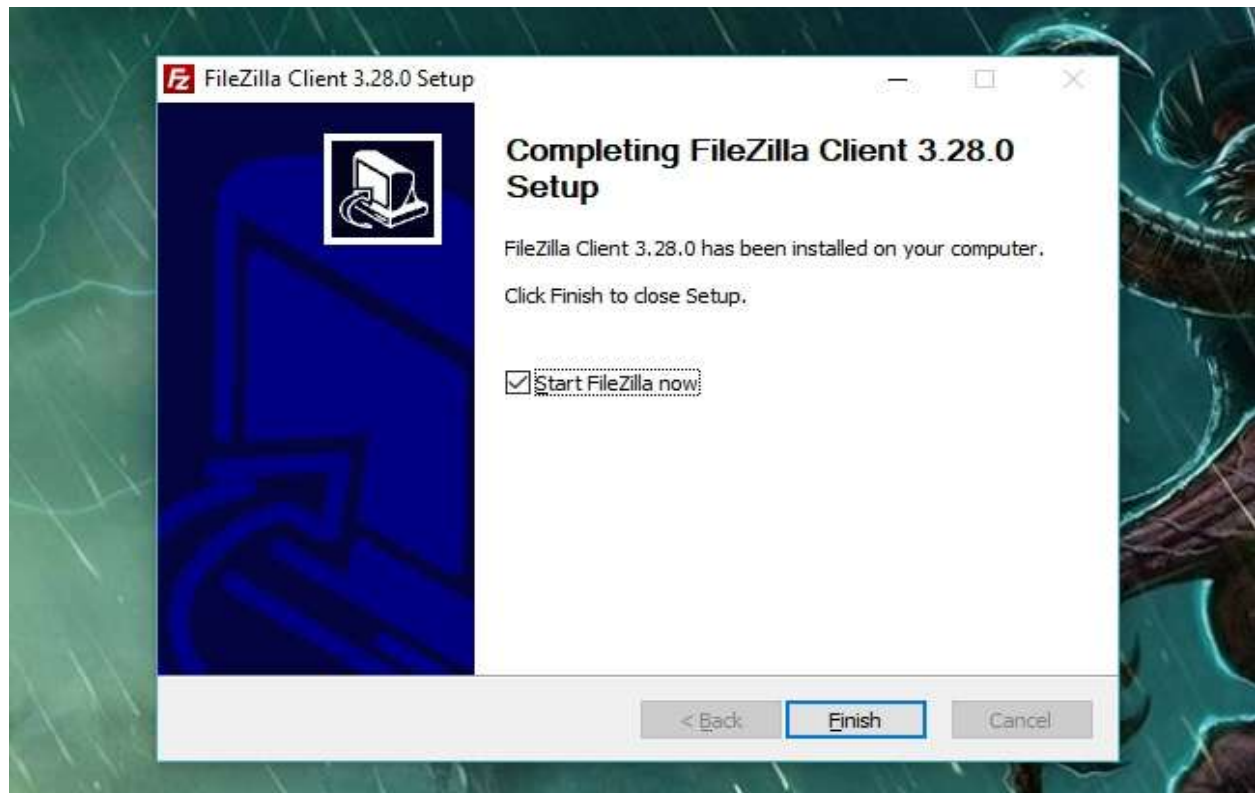 Fz FileZilla Client 3.28.0 Setup
Completing FileZilla Client 3.28.0
Setup
FileZilla Client 3.28.0 has been installed on your computer.
Click Finish to close Setup.
Start FileZilla now
< Back Finish Cancel